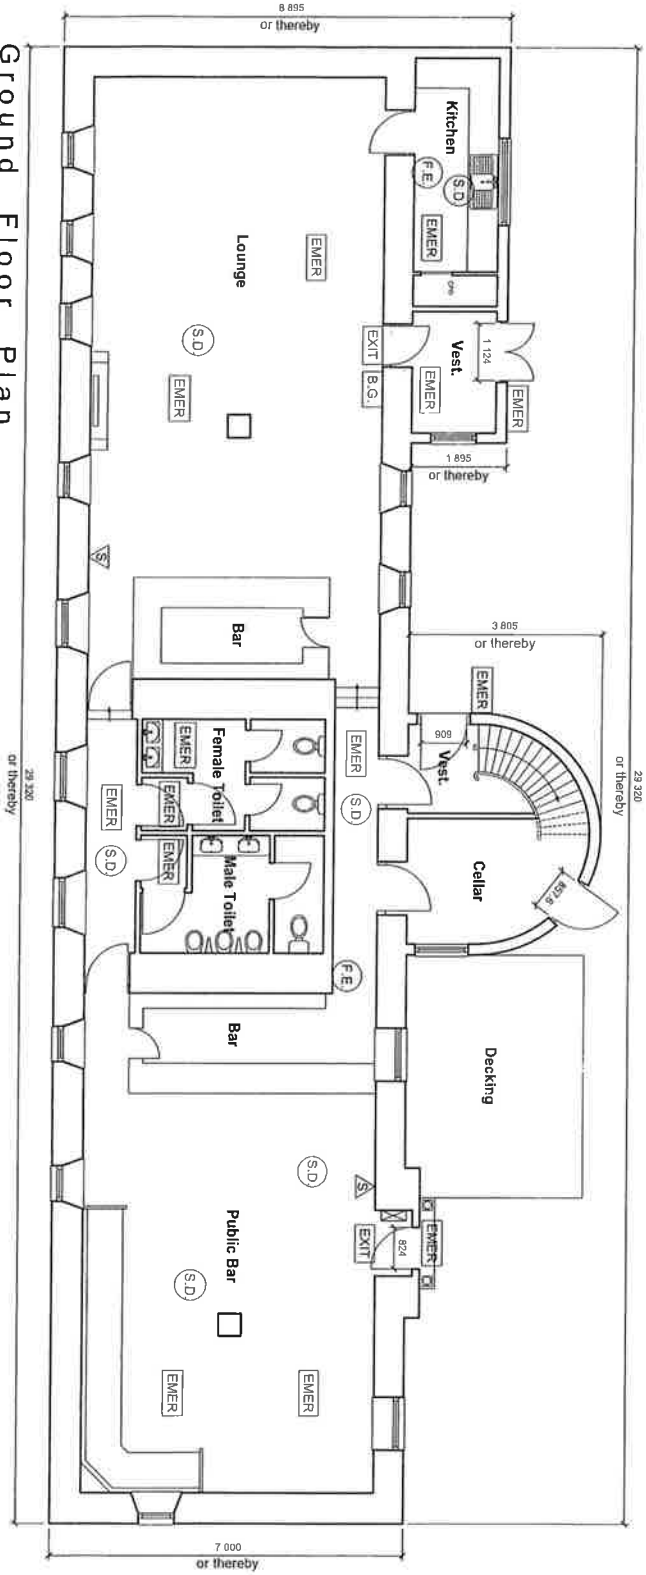 8 895
or thereby
Ground Floor Plan
29 320
or thereby
29 320
or thereby
Kitchen
F.E.
S.D.
EMER
CPD
Vest.
1 124
EMER
EMER
EXIT
B.G.
1 895
or thereby
Lounge
EMER
S.D.
EMER
S
Bar
3 805
or thereby
EMER
909
Vest.
EMER
S.D.
Female Toilet
EMER
EMER
EMER
S.D.
EMER
Male Toilet
Cellar
857.6
F.E.
Bar
Decking
S.D.
S
EMER
EXIT
824
Public Bar
S.D.
EMER
EMER
7 000
or thereby